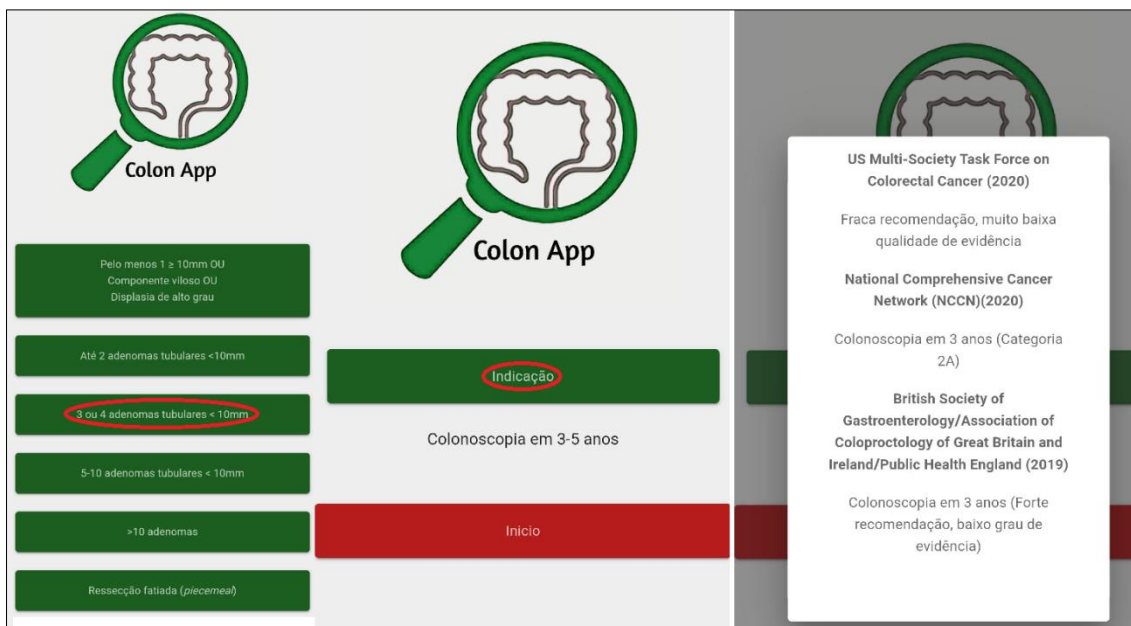 Colon App
Pelo menos 1 ≥ 10mm OU
Componente viloso OU
Displasia de alto grau
Até 2 adenomas tubulares <10mm
3 ou 4 adenomas tubulares < 10mm
5-10 adenomas tubulares < 10mm
>10 adenomas
Ressecção fatiada (piecemeal)
Colon App
Indicação
Colonoscopia em 3-5 anos
Inicio
US Multi-Society Task Force on
Colorectal Cancer (2020)
Fraca recomendação, muito baixa
qualidade de evidência
National Comprehensive Cancer
Network (NCCN)(2020)
Colonoscopia em 3 anos (Categoria
2A)
British Society of
Gastroenterology/Association of
Coloproctology of Great Britain and
Ireland/Public Health England (2019)
Colonoscopia em 3 anos (Forte
recomendação, baixo grau de
evidência)